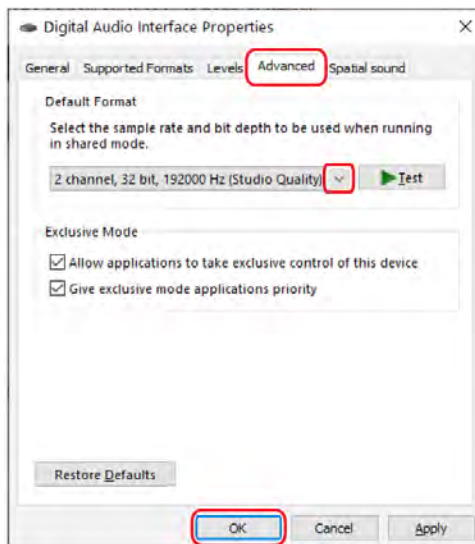 Digital Audio Interface Properties
General Supported Formats Levels Advanced Spatial sound
Default Format
Select the sample rate and bit depth to be used when running
in shared mode.
2 channel, 32 bit, 192000 Hz (Studio Quality) Test
Exclusive Mode
Allow applications to take exclusive control of this device
Give exclusive mode applications priority
Restore Defaults
OK Cancel Apply